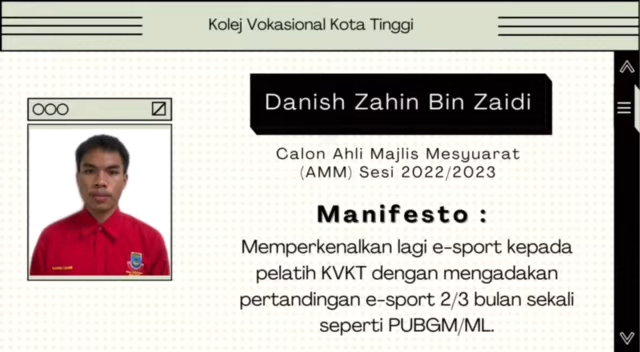 Kolej Vokasional Kota Tinggi
Danish Zahin Bin Zaidi
Calon Ahli Majlis Mesyuarat
(AMM) Sesi 2022/2023
Manifesto :
Memperkenalkan lagi e-sport kepada
pelatih KVKT dengan mengadakan
pertandingan e-sport 2/3 bulan sekali
seperti PUBGM/ML.